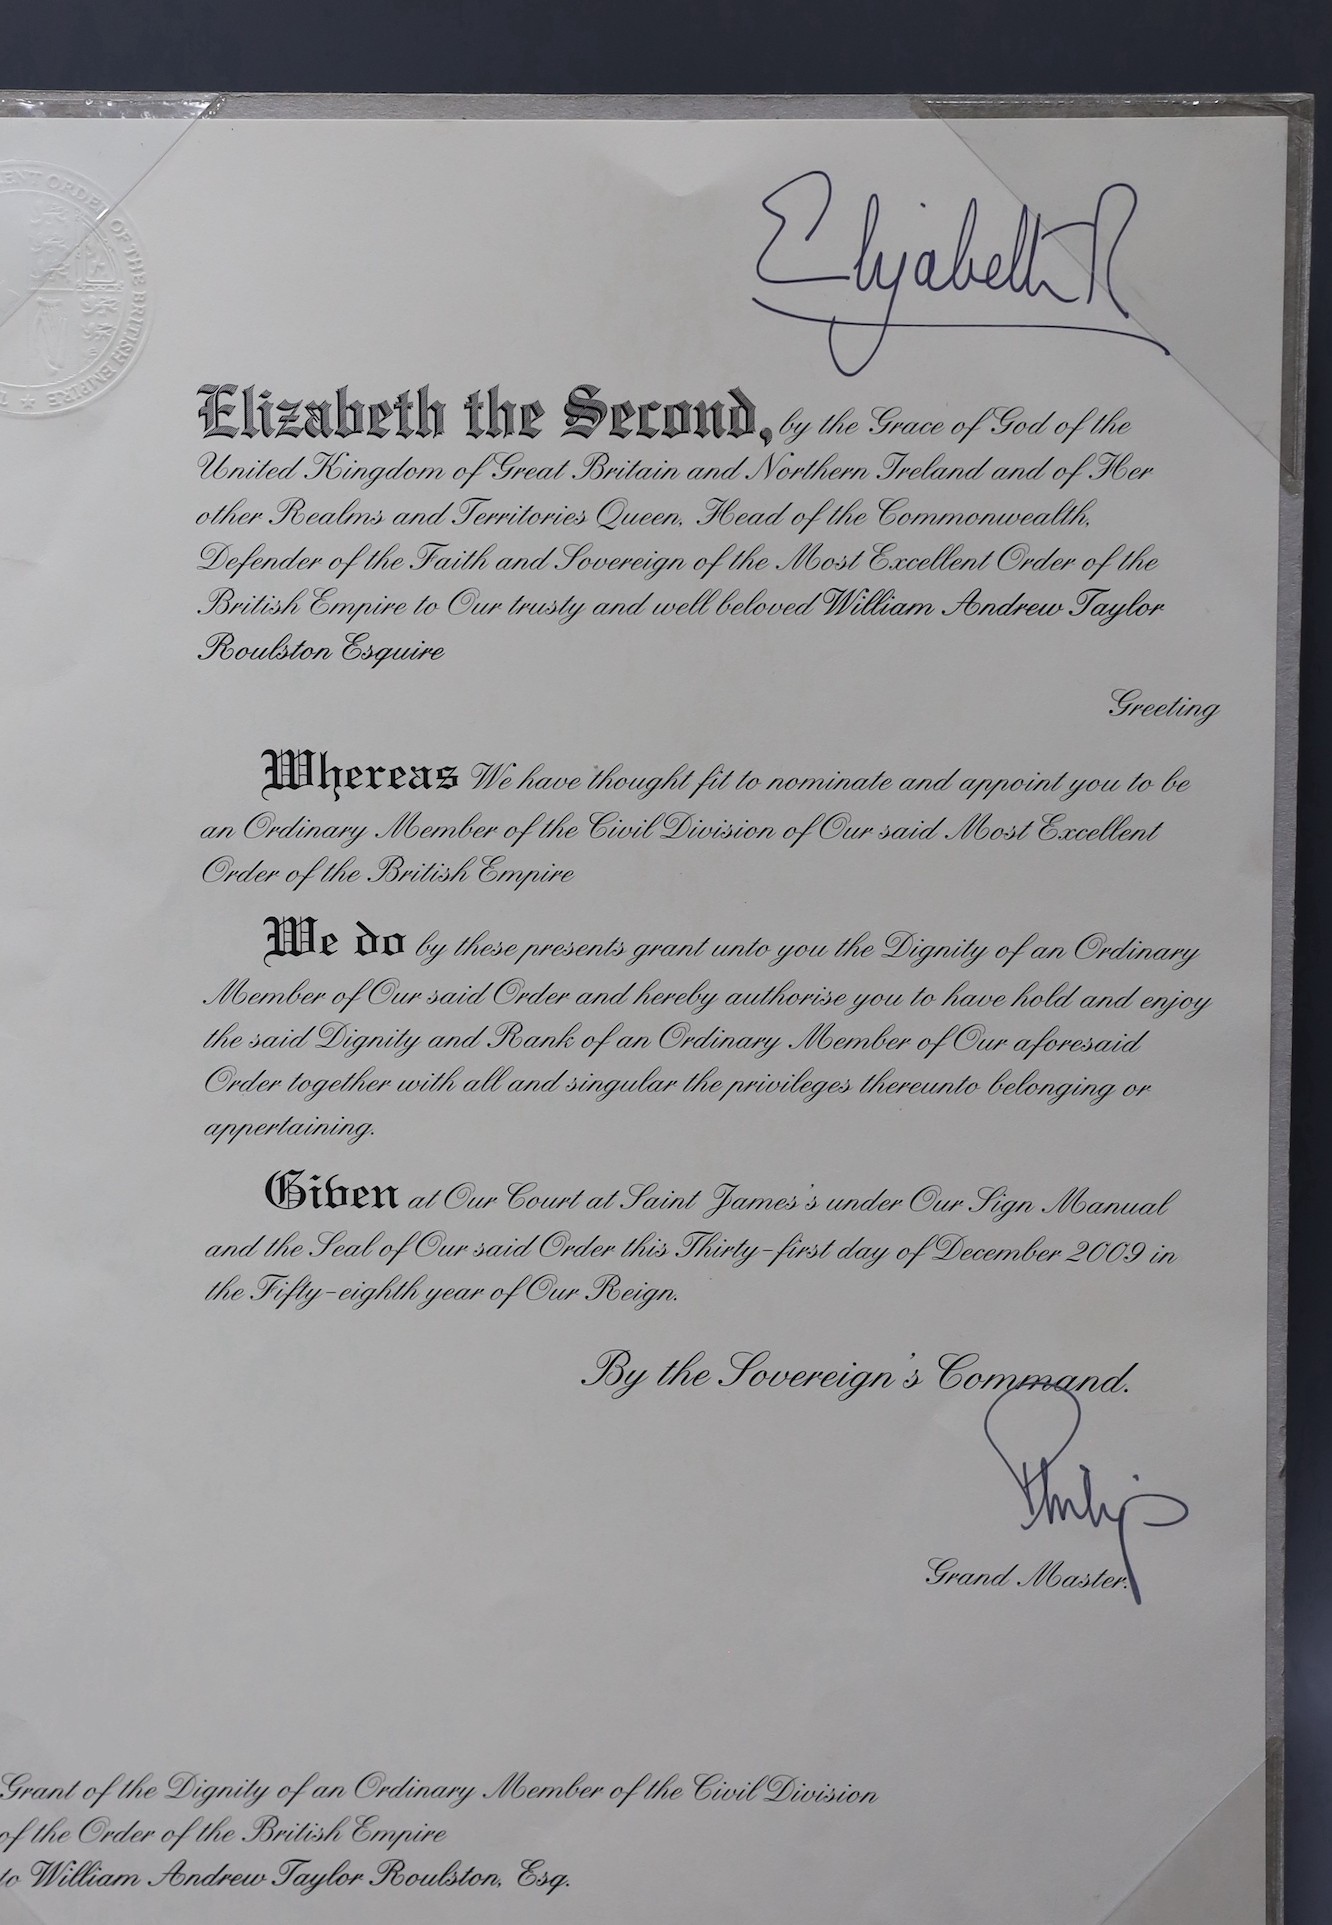 ENT ORDER OF THE BRITISH EMPIRE ★
Elizabeth R
Elizabeth the Second, by the Grace of God of the
United Kingdom of Great Britain and Northern Ireland and of Her
other Realms and Territories Queen, Head of the Commonwealth,
Defender of the Faith and Sovereign of the Most Excellent Order of the
British Empire to Our trusty and well beloved William Andrew Taylor
Roulston Esquire
Greeting
Whereas We have thought fit to nominate and appoint you to be
an Ordinary Member of the Civil Division of Our said Most Excellent
Order of the British Empire
We do by these presents grant unto you the Dignity of an Ordinary
Member of Our said Order and hereby authorise you to have hold and enjoy
the said Dignity and Rank of an Ordinary Member of Our aforesaid
Order together with all and singular the privileges thereunto belonging or
appertaining.
Given at Our Court at Saint James's under Our Sign Manual
and the Seal of Our said Order this Thirty-first day of December 2009 in
the Fifty-eighth year of Our Reign.
By the Sovereign's Command.
Philip
Grand Master.
Grant of the Dignity of an Ordinary Member of the Civil Division
of the Order of the British Empire
to William Andrew Taylor Roulston, Esq.